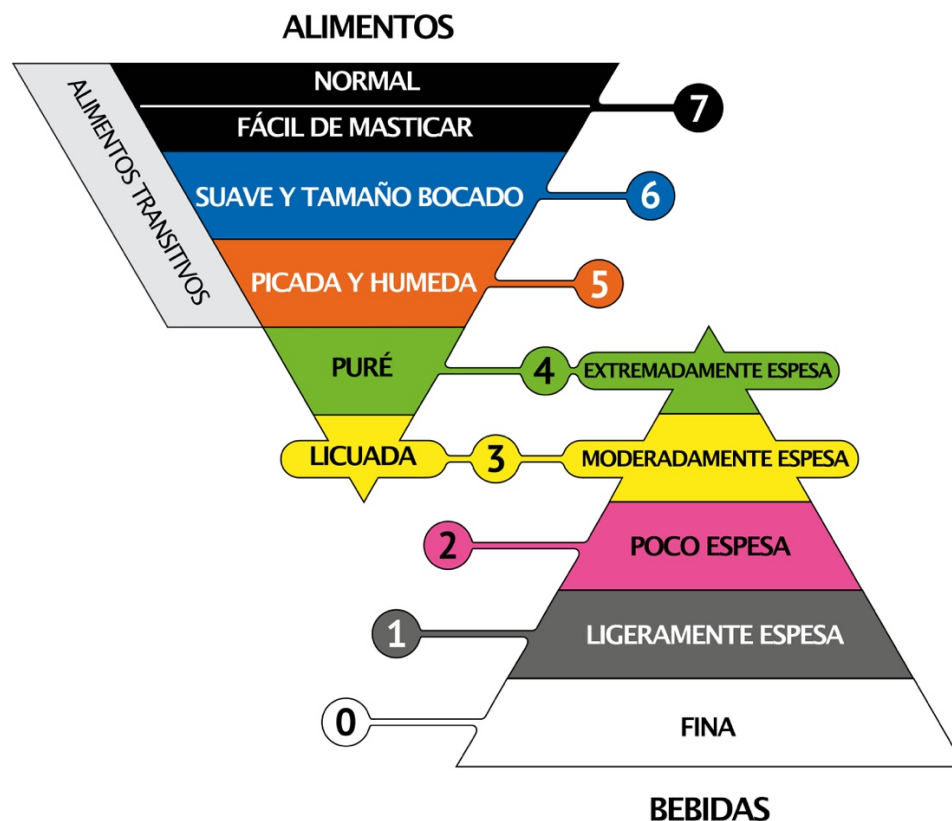 ALIMENTOS
ALIMENTOS TRANSITIVOS
NORMAL
FÁCIL DE MASTICAR
7
SUAVE Y TAMAÑO BOCADO
6
PICADA Y HUMEDA
5
PURÉ
4
EXTREMADAMENTE ESPESA
LICUADA
3
MODERADAMENTE ESPESA
2
POCO ESPESA
1
LIGERAMENTE ESPESA
0
FINA
BEBIDAS